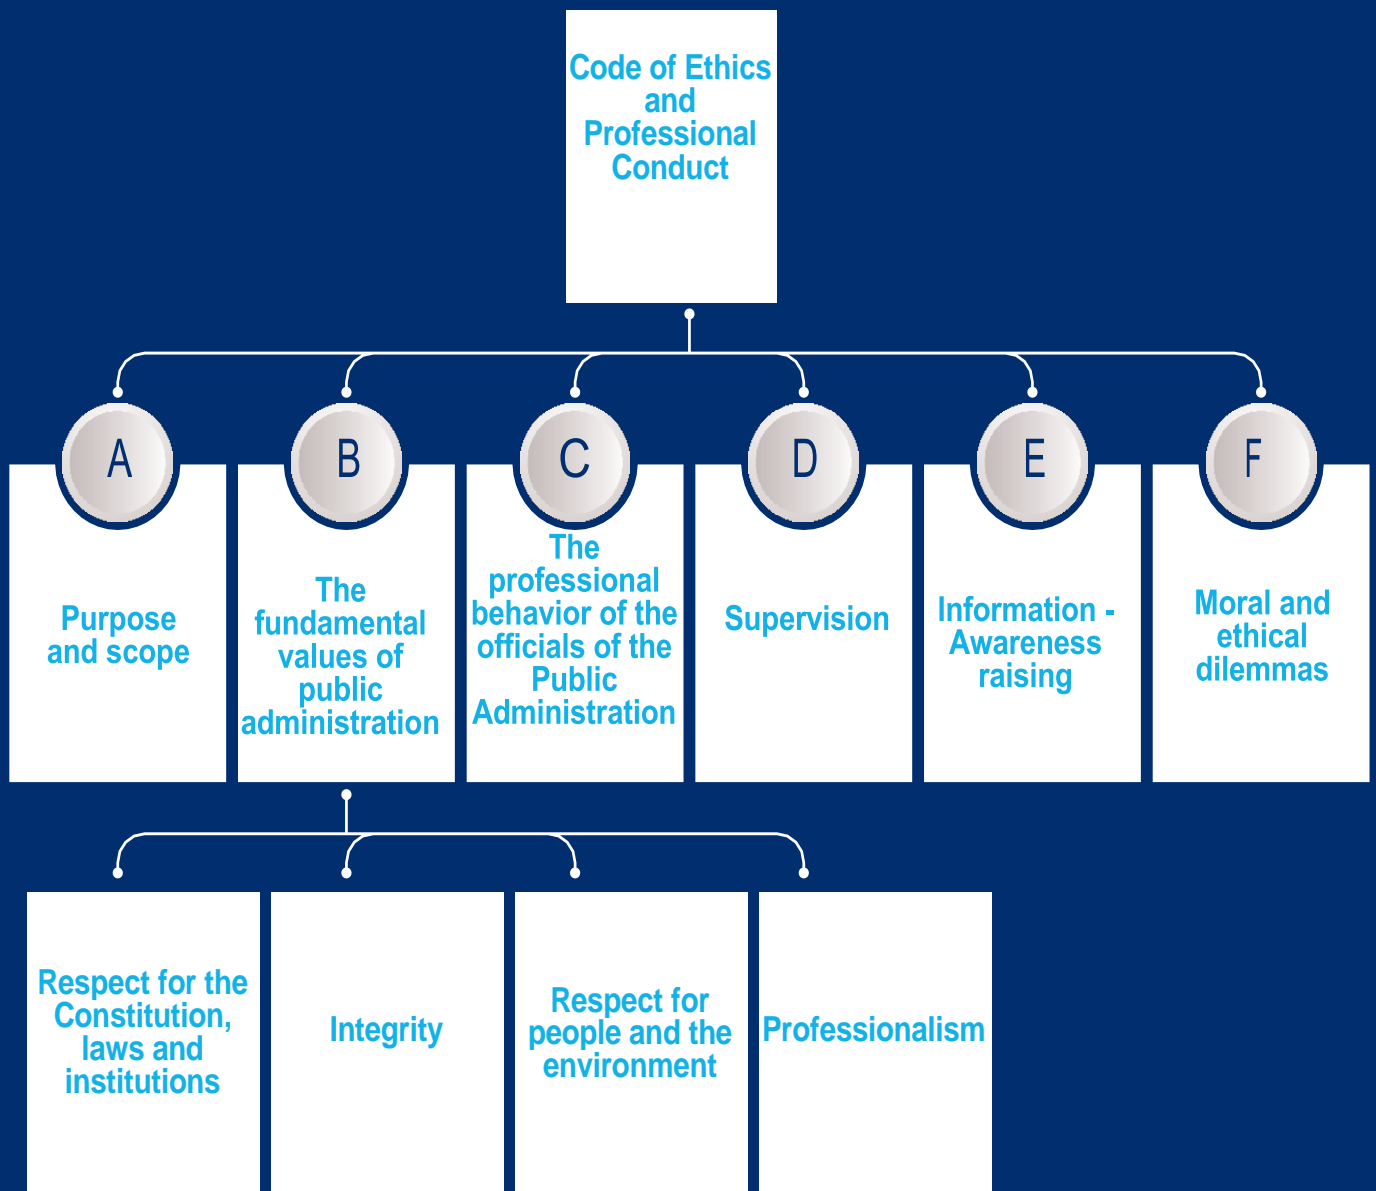 Code of Ethics
and
Professional
Conduct
A
B
C
D
E
F
Purpose
and scope
The
fundamental
values of
public
administration
The
professional
behavior of the
officials of the
Public
Administration
Supervision
Information -
Awareness
raising
Moral and
ethical
dilemmas
Respect for the
Constitution,
laws and
institutions
Integrity
Respect for
people and the
environment
Professionalism